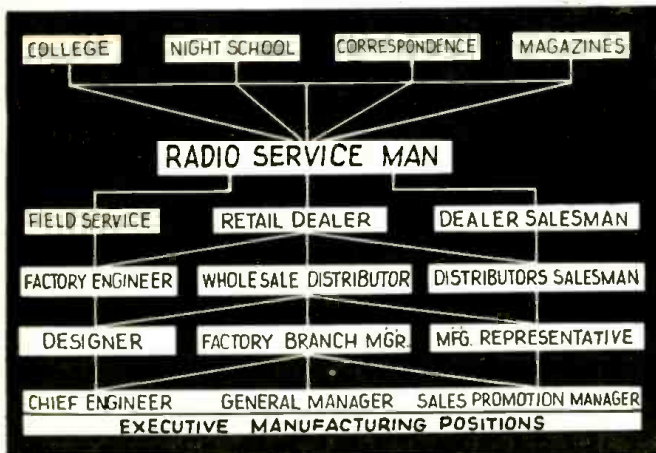 COLLEGE NIGHT SCHOOL CORRESPONDENCE MAGAZINES
RADIO SERVICE MAN
FIELD SERVICE RETAIL DEALER DEALER SALESMAN
FACTORY ENGINEER WHOLESALE DISTRIBUTOR DISTRIBUTORS SALESMAN
DESIGNER FACTORY BRANCH MGR. MFG. REPRESENTATIVE
CHIEF ENGINEER GENERAL MANAGER SALES PROMOTION MANAGER
EXECUTIVE MANUFACTURING POSITIONS